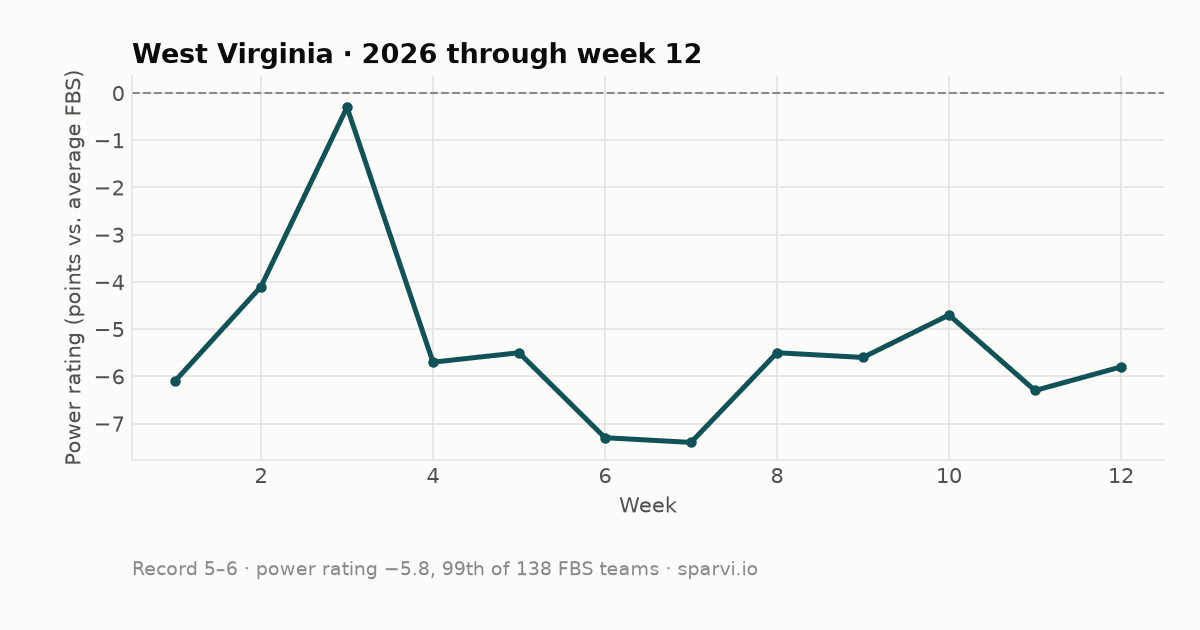 West Virginia · 2026 through week 12
Power rating (points vs. average FBS)
0
−1
−2
−3
−4
−5
−6
−7
2 4 6 8 10 12
Week
Record 5–6 · power rating −5.8, 99th of 138 FBS teams · sparvi.io